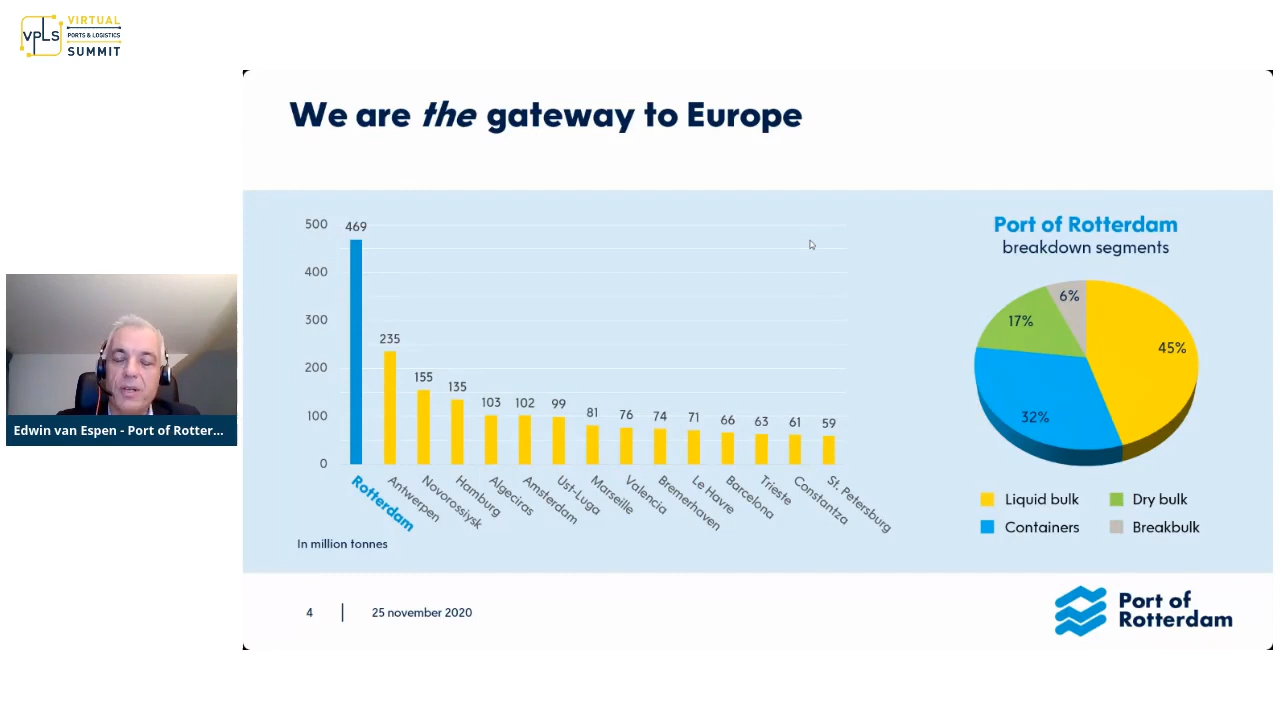 vpLs
VIRTUAL
PORTS & LOGISTICS
SUMMIT
We are the gateway to Europe
500
400
300
200
100
0
469
235
155
135
103
102
99
81
76
74
71
66
63
61
59
Rotterdam
Antwerpen
Novorossiysk
Hamburg
Algeciras
Amsterdam
Ust-Luga
Marseille
Valencia
Bremerhaven
Le Havre
Barcelona
Trieste
Constantza
St. Petersburg
In million tonnes
Port of Rotterdam
breakdown segments
6%
17%
45%
32%
Liquid bulk
Dry bulk
Containers
Breakbulk
Edwin van Espen - Port of Rotter...
4
25 november 2020
Port of
Rotterdam